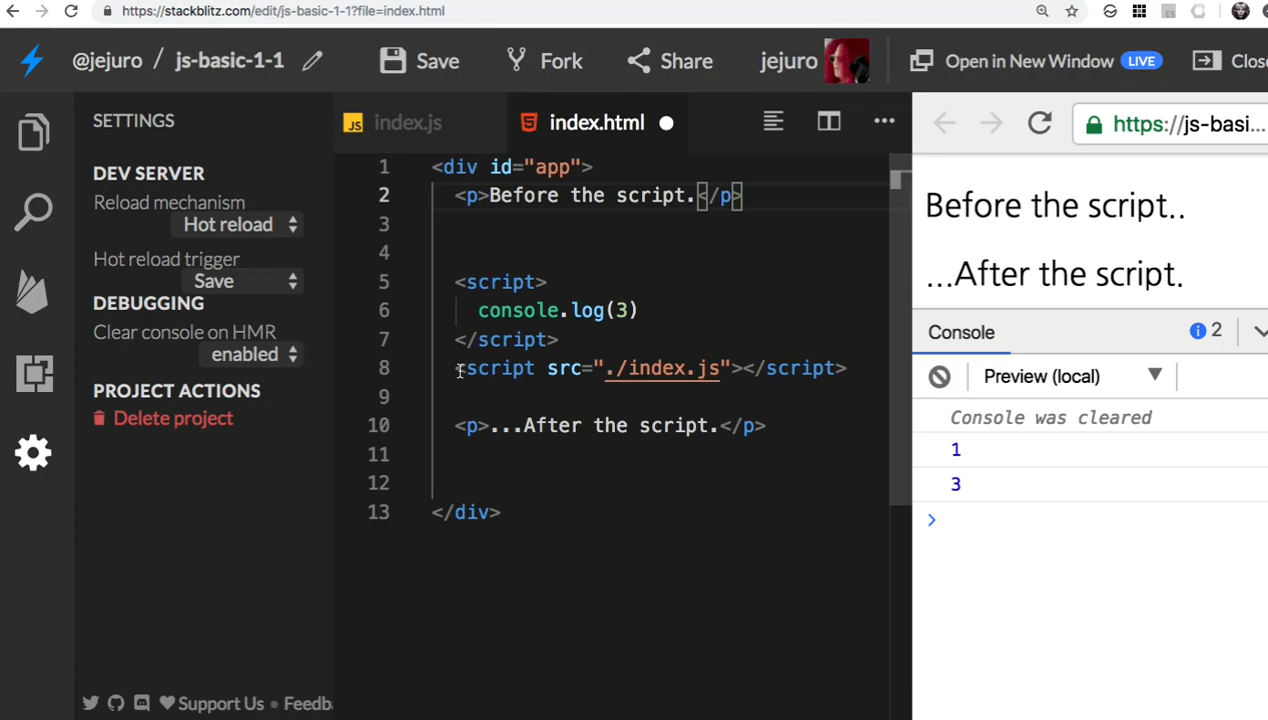 https://stackblitz.com/edit/js-basic-1-1?file=index.html
@jejuro / js-basic-1-1
Save
Fork
Share
jejuro
Open in New Window LIVE
Clos
SETTINGS
DEV SERVER
Reload mechanism
Hot reload
Hot reload trigger
Save
DEBUGGING
Clear console on HMR
enabled
PROJECT ACTIONS
Delete project
Support Us • Feedba
JS index.js
index.html
1 <div id="app">
2 <p>Before the script.</p>
3
4
5 <script>
6 console.log(3)
7 </script>
8 <script src="./index.js"></script>
9
10 <p>...After the script.</p>
11
12
13 </div>
https://js-basi...
Before the script..
...After the script.
Console
2
Preview (local)
Console was cleared
1
3